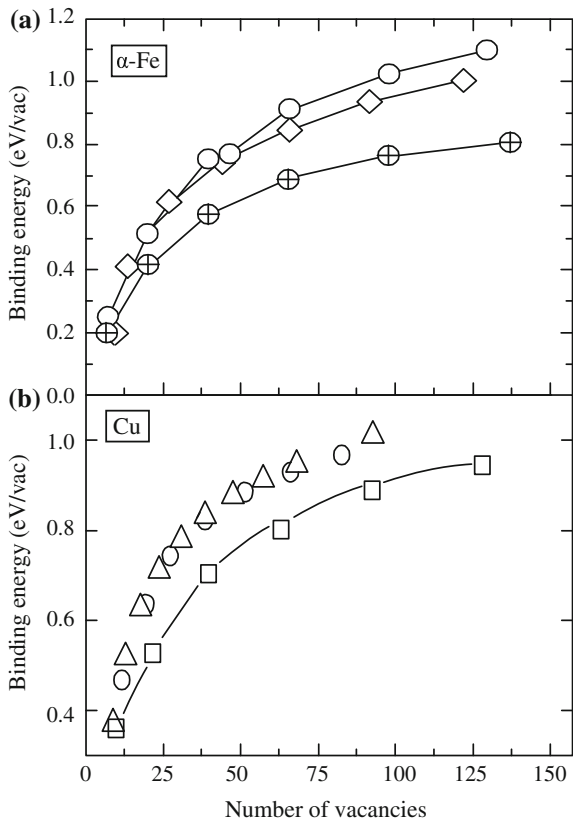 (a)
α-Fe
Binding energy (eV/vac)
1.2
1.0
0.8
0.6
0.4
0.2
0.0
(b)
Cu
Binding energy (eV/vac)
1.0
0.8
0.6
0.4
0 25 50 75 100 125 150
Number of vacancies